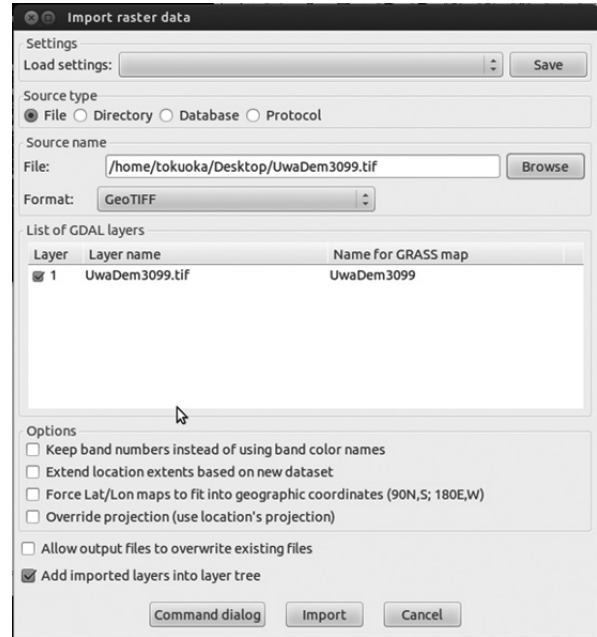 Import raster data
Settings
Load settings: Save
Source type
File Directory Database Protocol
Source name
File: /home/tokuoka/Desktop/UwaDem3099.tif Browse
Format: GeoTIFF
List of GDAL layers
Layer Layer name Name for GRASS map
1 UwaDem3099.tif UwaDem3099
Options
Keep band numbers instead of using band color names
Extend location extents based on new dataset
Force Lat/Lon maps to fit into geographic coordinates (90N,S; 180E,W)
Override projection (use location's projection)
Allow output files to overwrite existing files
Add imported layers into layer tree
Command dialog Import Cancel